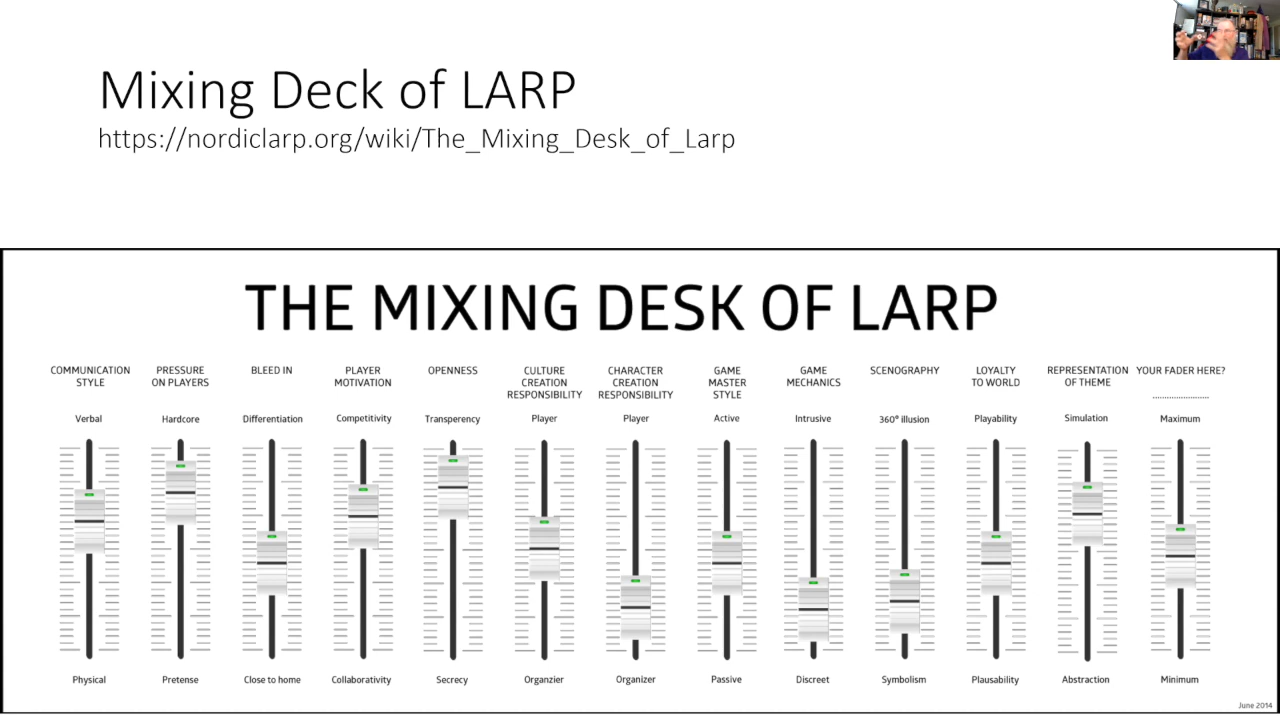 Mixing Deck of LARP
https://nordiclarp.org/wiki/The_Mixing_Desk_of_Larp
THE MIXING DESK OF LARP
COMMUNICATION
STYLE
Verbal
Physical
PRESSURE
ON PLAYERS
Hardcore
Pretense
BLEED IN
Differentiation
Close to home
PLAYER
MOTIVATION
Competitivity
Collaborativity
OPENNESS
Transparency
Secrecy
CULTURE
CREATION
RESPONSIBILITY
Player
Organzier
CHARACTER
CREATION
RESPONSIBILITY
Player
Organizer
GAME
MASTER
STYLE
Active
Passive
GAME
MECHANICS
Intrusive
Discreet
SCENOGRAPHY
360° illusion
Symbolism
LOYALTY
TO WORLD
Playability
Plausability
REPRESENTATION
OF THEME
Simulation
Abstraction
YOUR FADER HERE?
........................
Maximum
Minimum
June 2014